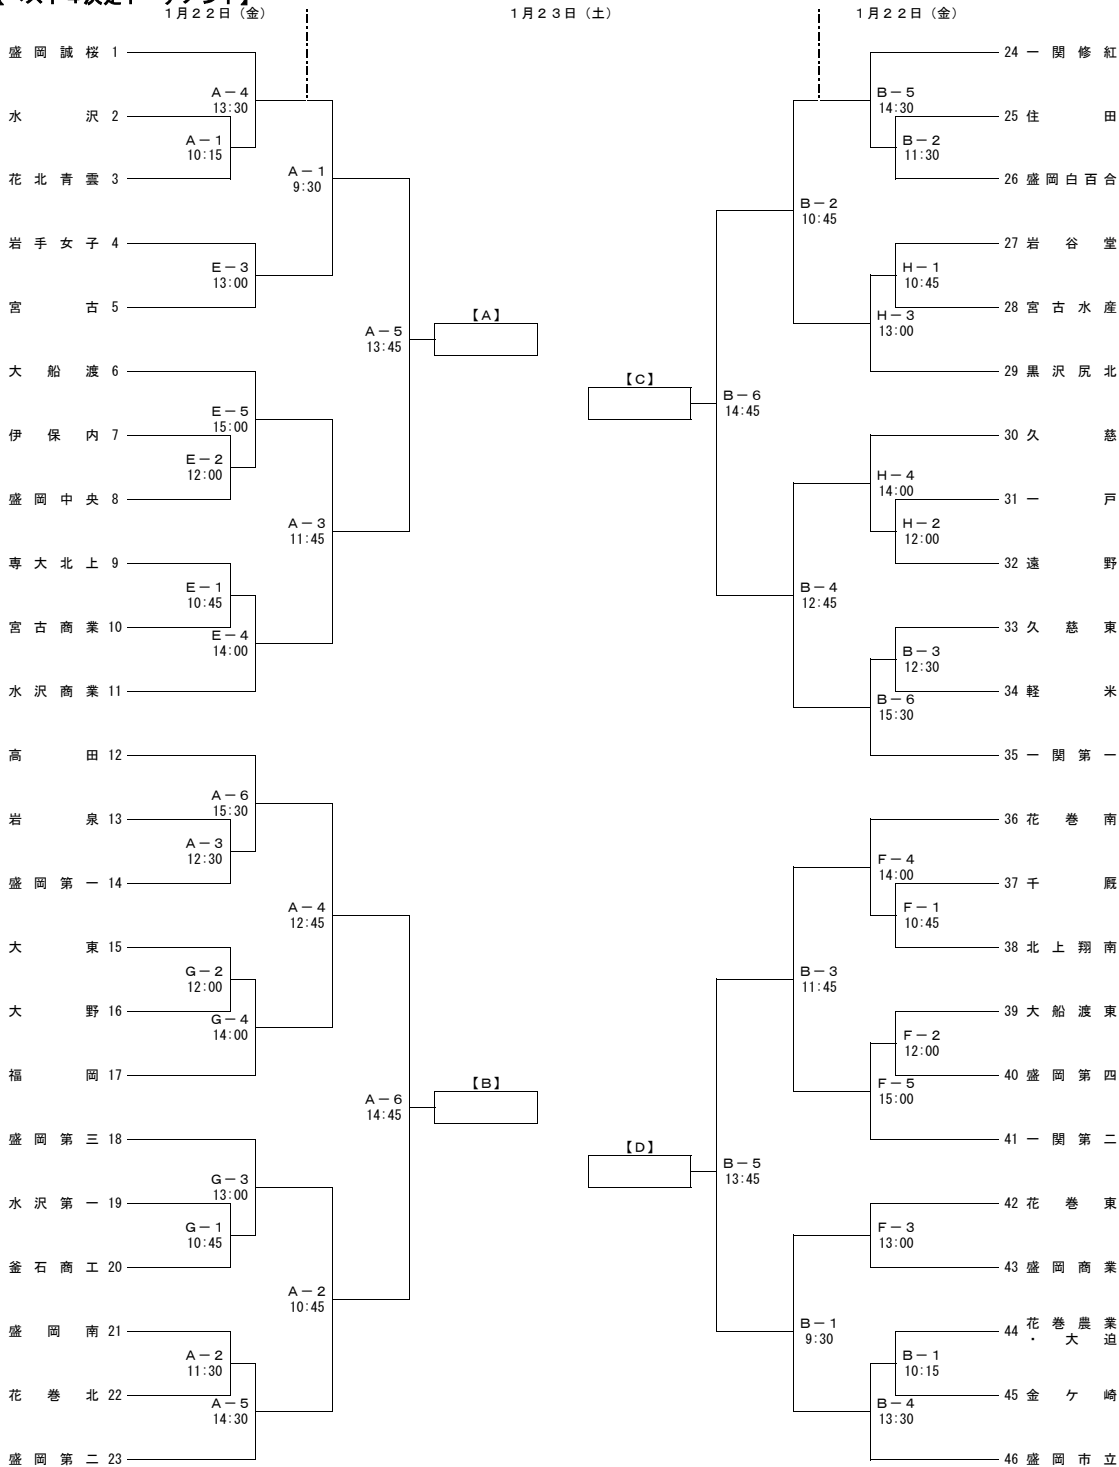 １月２２日（金）
１月２３日（土）
１月２２日（金）
盛岡誠桜 1
A－4
13:30
水沢 2
A－1
10:15
花北青雲 3
A－1
9:30
岩手女子 4
E－3
13:00
宮古 5
【A】
A－5
13:45
大船渡 6
E－5
15:00
伊保内 7
E－2
12:00
盛岡中央 8
A－3
11:45
専大北上 9
E－1
10:45
宮古商業 10
E－4
14:00
水沢商業 11
高田 12
A－6
15:30
岩泉 13
A－3
12:30
盛岡第一 14
A－4
12:45
大東 15
G－2
12:00
大野 16
G－4
14:00
福岡 17
【B】
A－6
14:45
盛岡第三 18
G－3
13:00
水沢第一 19
G－1
10:45
釜石商工 20
A－2
10:45
盛岡南 21
A－2
11:30
花巻北 22
A－5
14:30
盛岡第二 23
24 一関修紅
B－5
14:30
25 住田
B－2
11:30
26 盛岡白百合
B－2
10:45
27 岩谷堂
H－1
10:45
28 宮古水産
H－3
13:00
29 黒沢尻北
【C】
B－6
14:45
30 久慈
H－4
14:00
31 一戸
H－2
12:00
32 遠野
B－4
12:45
33 久慈東
B－3
12:30
34 軽米
B－6
15:30
35 一関第一
36 花巻南
F－4
14:00
37 千厩
F－1
10:45
38 北上翔南
B－3
11:45
39 大船渡東
F－2
12:00
40 盛岡第四
F－5
15:00
41 一関第二
【D】
B－5
13:45
42 花巻東
F－3
13:00
43 盛岡商業
B－1
9:30
44 花巻農業
・大迫
B－1
10:15
45 金ケ崎
B－4
13:30
46 盛岡市立